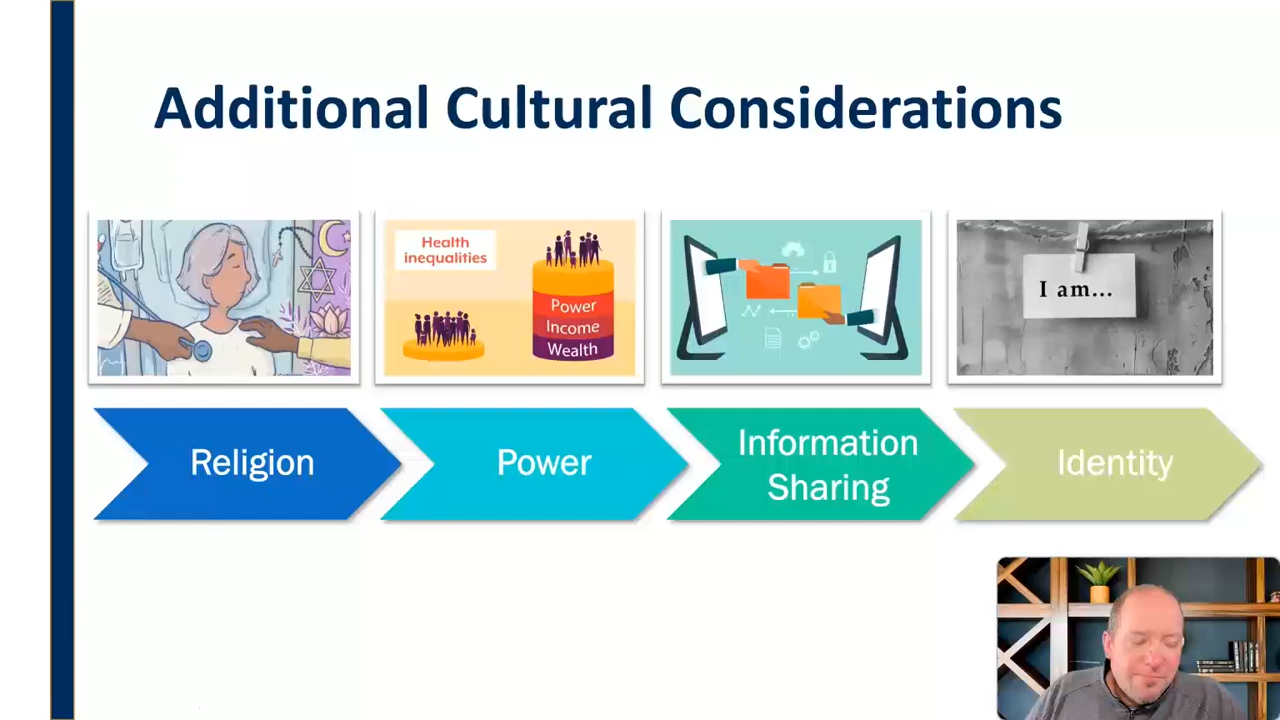 Additional Cultural Considerations
Health
inequalities
Power
Income
Wealth
I am...
Religion
Power
Information
Sharing
Identity